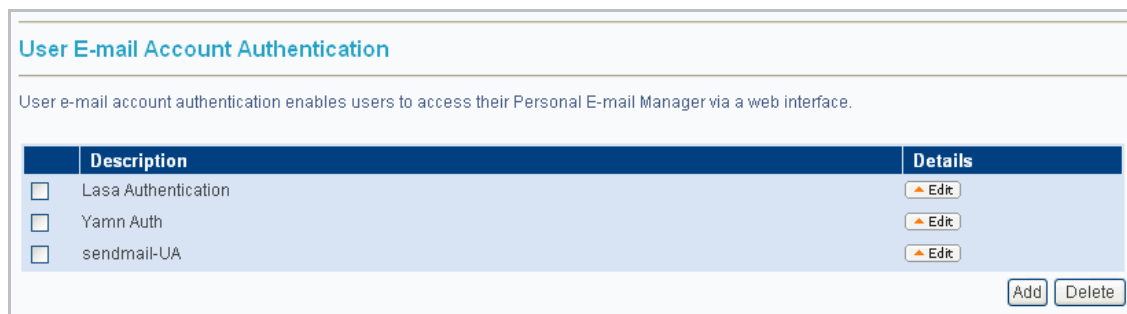 User E-mail Account Authentication
User e-mail account authentication enables users to access their Personal E-mail Manager via a web interface.
Description Details
Lasa Authentication Edit
Yamn Auth Edit
sendmail-UA Edit
Add Delete